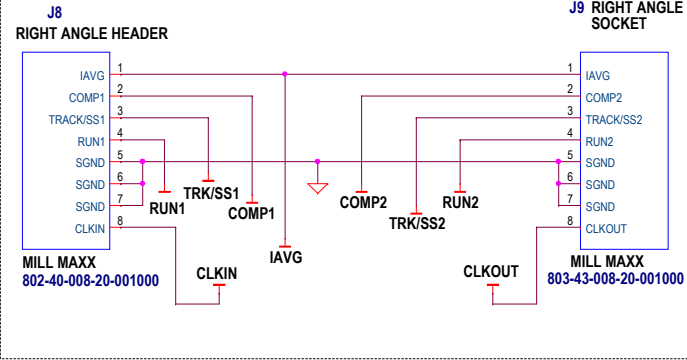 J8
RIGHT ANGLE HEADER
J9 RIGHT ANGLE
SOCKET
IAVG 1
COMP1 2
TRACK/SS1 3
RUN1 4
SGND 5
SGND 6
SGND 7
CLKIN 8
1 IAVG
2 COMP2
3 TRACK/SS2
4 RUN2
5 SGND
6 SGND
7 SGND
8 CLKOUT
RUN1
TRK/SS1
COMP1
IAVG
COMP2
TRK/SS2
RUN2
CLKIN
CLKOUT
MILL MAXX
802-40-008-20-001000
MILL MAXX
803-43-008-20-001000